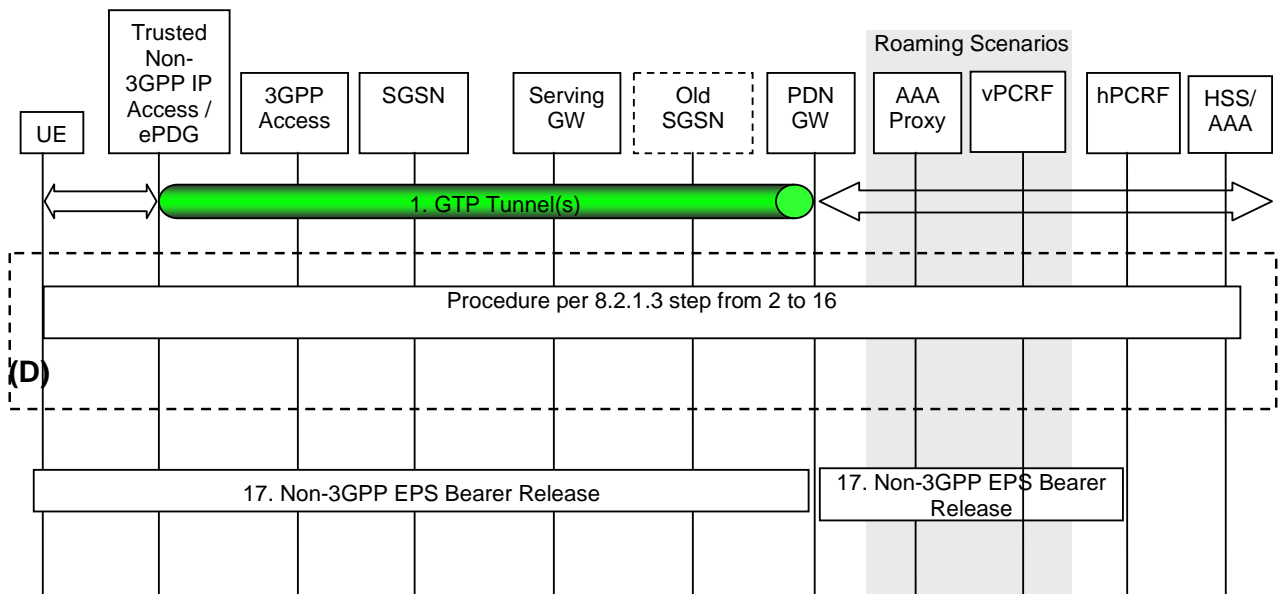 Trusted
Non-
3GPP IP
Access /
ePDG
Roaming Scenarios
UE
3GPP
Access
SGSN
Serving
GW
Old
SGSN
PDN
GW
AAA
Proxy
vPCRF
hPCRF
HSS/
AAA
1. GTP Tunnel(s)
Procedure per 8.2.1.3 step from 2 to 16
(D)
17. Non-3GPP EPS Bearer Release
17. Non-3GPP EPS Bearer
Release